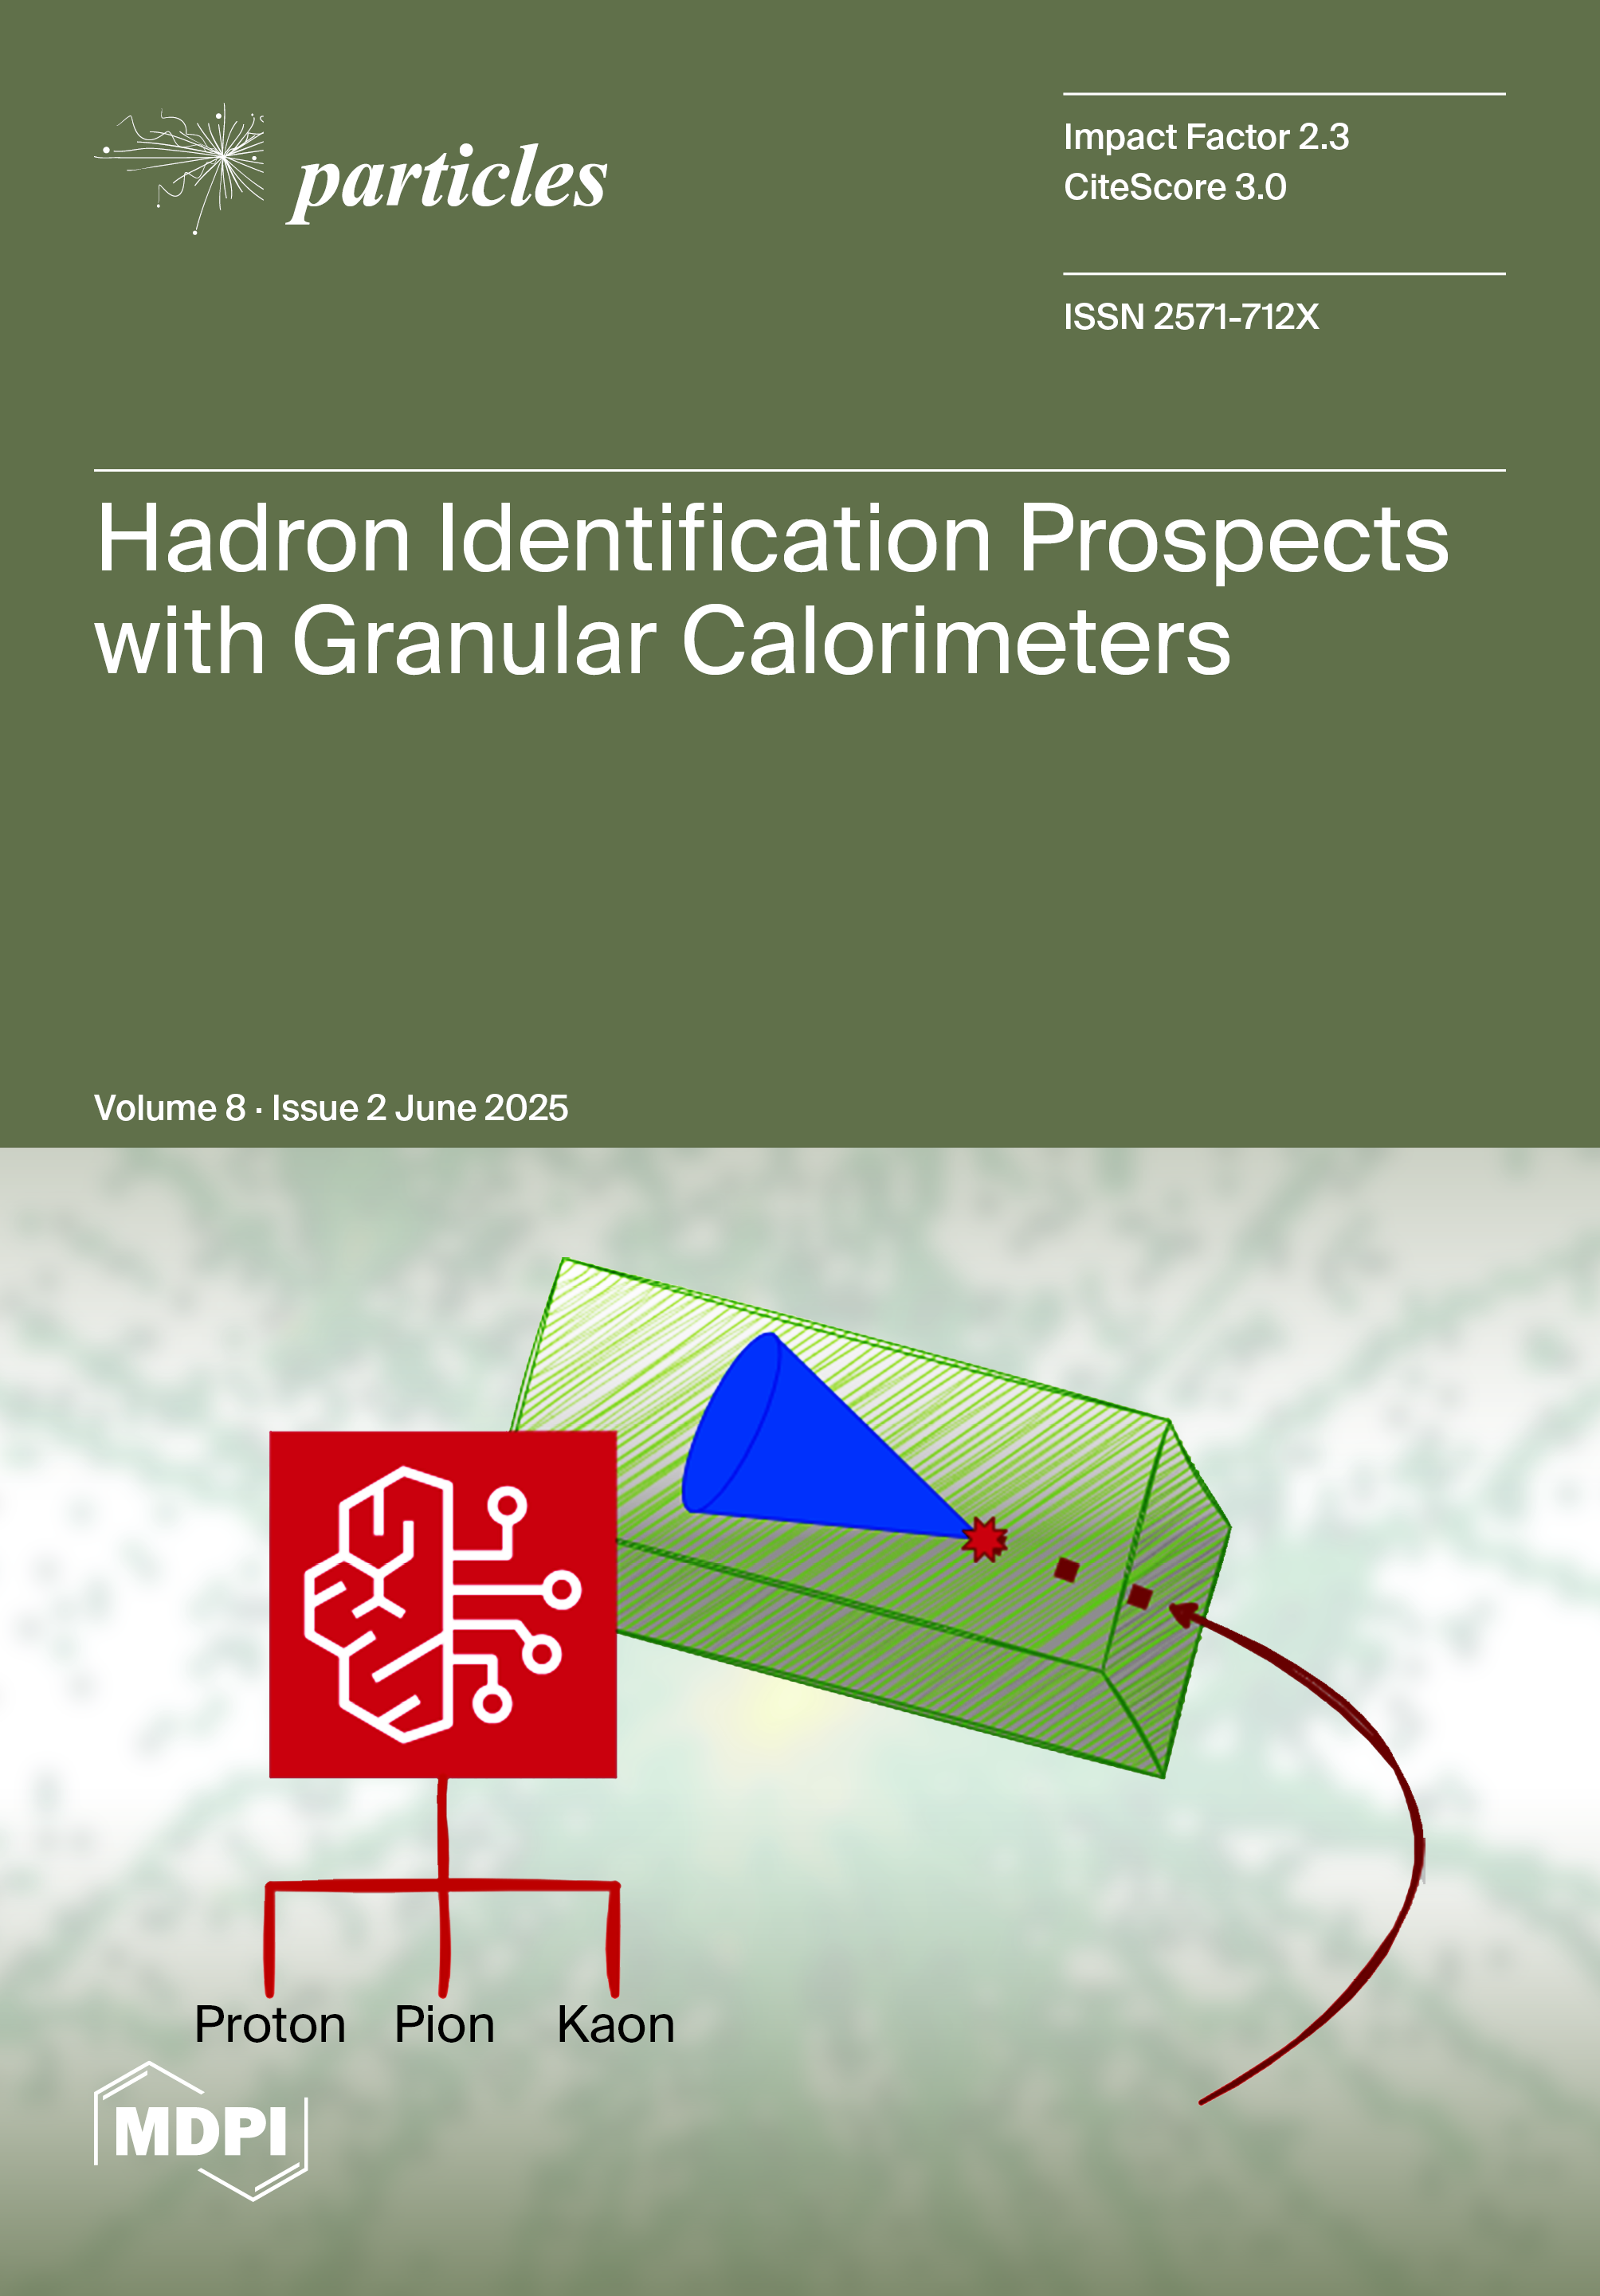 particles
Impact Factor 2.3
CiteScore 3.0
ISSN 2571-712X
Hadron Identification Prospects
with Granular Calorimeters
Volume 8 · Issue 2 June 2025
Proton Pion Kaon
MDPI